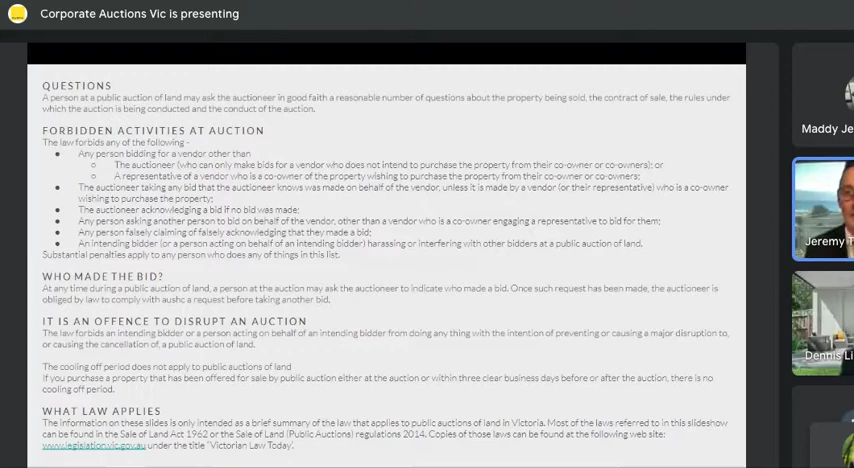 Corporate Auctions Vic is presenting
QUESTIONS
A person at a public auction of land may ask the auctioneer in good faith a reasonable number of questions about the property being sold, the contract of sale, the rules under
which the auction is being conducted and the conduct of the auction.
FORBIDDEN ACTIVITIES AT AUCTION
The law forbids any of the following -
● Any person bidding for a vendor other than
○ The auctioneer (who can only make bids for a vendor who does not intend to purchase the property from their co-owner or co-owners); or
○ A representative of a vendor who is a co-owner of the property wishing to purchase the property from their co-owner or co-owners;
● The auctioneer taking any bid that the auctioneer knows was made on behalf of the vendor, unless it is made by a vendor (or their representative) who is a co-owner
wishing to purchase the property;
● The auctioneer acknowledging a bid if no bid was made;
● Any person asking another person to bid on behalf of the vendor, other than a vendor who is a co-owner engaging a representative to bid for them;
● Any person falsely claiming of falsely acknowledging that they made a bid;
● An intending bidder (or a person acting on behalf of an intending bidder) harassing or interfering with other bidders at a public auction of land.
Substantial penalties apply to any person who does any of things in this list.
WHO MADE THE BID?
At any time during a public auction of land, a person at the auction may ask the auctioneer to indicate who made a bid. Once such request has been made, the auctioneer is
obliged by law to comply with aushc a request before taking another bid.
IT IS AN OFFENCE TO DISRUPT AN AUCTION
The law forbids an intending bidder or a person acting on behalf of an intending bidder from doing any thing with the intention of preventing or causing a major disruption to,
or causing the cancellation of, a public auction of land.
The cooling off period does not apply to public auctions of land
If you purchase a property that has been offered for sale by public auction either at the auction or within three clear business days before or after the auction, there is no
cooling off period.
WHAT LAW APPLIES
The information on these slides is only intended as a brief summary of the law that applies to public auctions of land in Victoria. Most of the laws referred to in this slideshow
can be found in the Sale of Land Act 1962 or the Sale of Land (Public Auctions) regulations 2014. Copies of those laws can be found at the following web site:
www.legislation.vic.gov.au under the title "Victorian Law Today".
Maddy Je
Jeremy T
Dennis Li